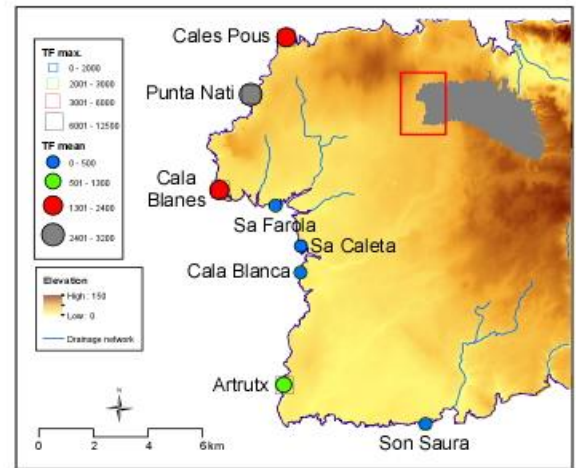 TF max.
0 - 2000
2001 - 3000
3001 - 6000
6001 - 12500
TF mean
0 - 500
501 - 1300
1301 - 2400
2401 - 3200
Elevation
High : 150
Low : 0
Drainage network
Cales Pous
Punta Nati
Cala
Blanes
Sa Farola
Sa Caleta
Cala Blanca
Artrutx
Son Saura
N
0 2 4 6km